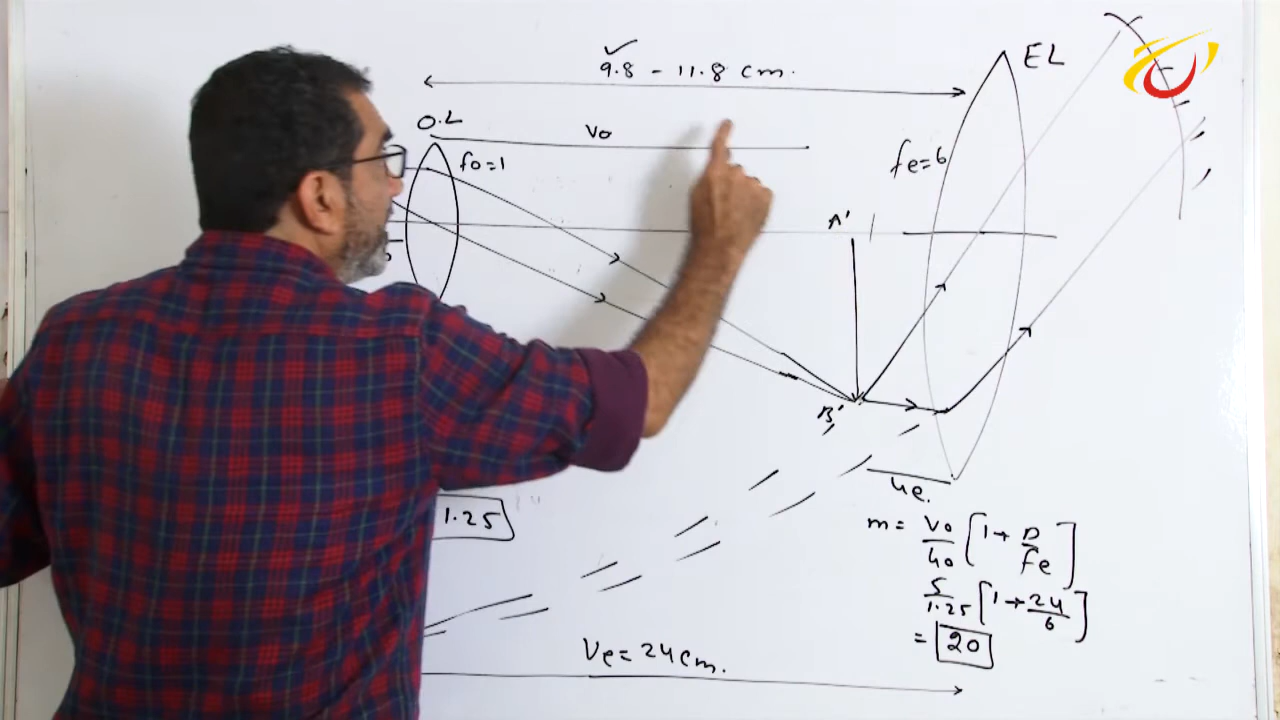 9.8 - 11.8 cm.
EL
O.L
vo
fo=1
fe=6
A'
B'
ue.
1.25
m = vo/uo [1+ D/fe]
5/1.25 [1+ 24/6]
= 20
Ve = 24cm.